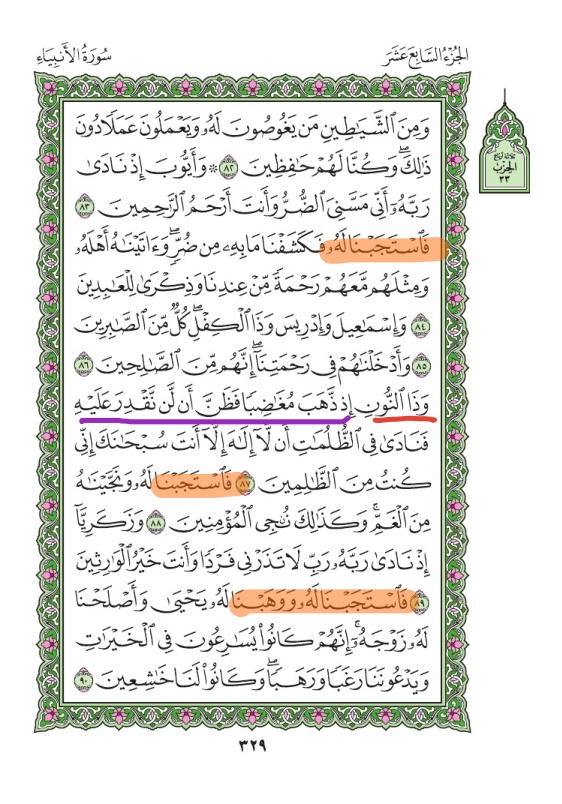 الجُزْءُ السَّابِعَ عَشَرَ
سُورَةُ الأَنبِيَاءِ
وَمِنَ ٱلشَّيَٰطِينِ مَن يَغُوصُونَ لَهُۥ وَيَعْمَلُونَ عَمَلًا دُونَ
ذَٰلِكَۖ وَكُنَّا لَهُمْ حَٰفِظِينَ ٨٢ ۞ وَأَيُّوبَ إِذْ نَادَىٰ
رَبَّهُۥٓ أَنِّي مَسَّنِيَ ٱلضُّرُّ وَأَنتَ أَرْحَمُ ٱلرَّٰحِمِينَ ٨٣
فَٱسْتَجَبْنَا لَهُۥ فَكَشَفْنَا مَا بِهِۦ مِن ضُرٍّۖ وَءَاتَيْنَٰهُ أَهْلَهُۥ
وَمِثْلَهُم مَّعَهُمْ رَحْمَةً مِّنْ عِندِنَا وَذِكْرَىٰ لِلْعَٰبِدِينَ
٨٤ وَإِسْمَٰعِيلَ وَإِدْرِيسَ وَذَا ٱلْكِفْلِۖ كُلٌّ مِّنَ ٱلصَّٰبِرِينَ
٨٥ وَأَدْخَلْنَٰهُمْ فِي رَحْمَتِنَآۖ إِنَّهُم مِّنَ ٱلصَّٰلِحِينَ ٨٦
وَذَا ٱلنُّونِ إِذ ذَّهَبَ مُغَٰضِبًا فَظَنَّ أَن لَّن نَّقْدِرَ عَلَيْهِ
فَنَادَىٰ فِي ٱلظُّلُمَٰتِ أَن لَّآ إِلَٰهَ إِلَّآ أَنتَ سُبْحَٰنَكَ إِنِّي
كُنتُ مِنَ ٱلظَّٰلِمِينَ ٨٧ فَٱسْتَجَبْنَا لَهُۥ وَنَجَّيْنَٰهُ
مِنَ ٱلْغَمِّۚ وَكَذَٰلِكَ نُۨجِي ٱلْمُؤْمِنِينَ ٨٨ وَزَكَرِيَّآ
إِذْ نَادَىٰ رَبَّهُۥ رَبِّ لَا تَذَرْنِي فَرْدًا وَأَنتَ خَيْرُ ٱلْوَٰرِثِينَ
٨٩ فَٱسْتَجَبْنَا لَهُۥ وَوَهَبْنَا لَهُۥ يَحْيَىٰ وَأَصْلَحْنَا
لَهُۥ زَوْجَهُۥٓۚ إِنَّهُمْ كَانُوا۟ يُسَٰرِعُونَ فِي ٱلْخَيْرَٰتِ
وَيَدْعُونَنَا رَغَبًا وَرَهَبًاۖ وَكَانُوا۟ لَنَا خَٰشِعِينَ ٩٠
ثلاثة أرباع
الحزب
٣٣
٣٢٩